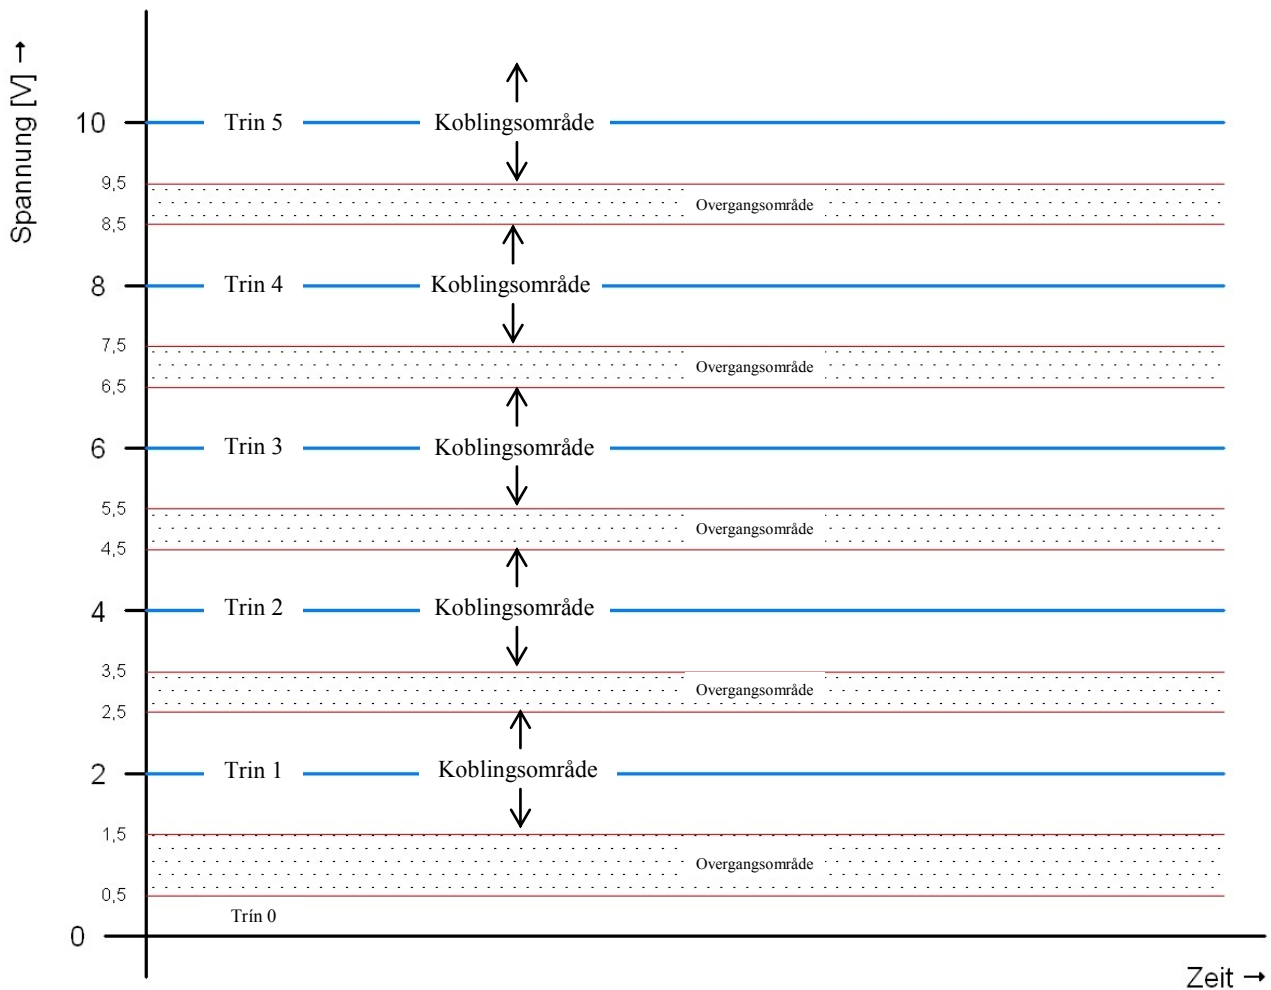 Spannung [V] →
10 Trin 5 Koblingsområde
9,5
Overgangsområde
8,5
8 Trin 4 Koblingsområde
7,5
Overgangsområde
6,5
6 Trin 3 Koblingsområde
5,5
Overgangsområde
4,5
4 Trin 2 Koblingsområde
3,5
Overgangsområde
2,5
2 Trin 1 Koblingsområde
1,5
Overgangsområde
0,5
Trín 0
0
Zeit →